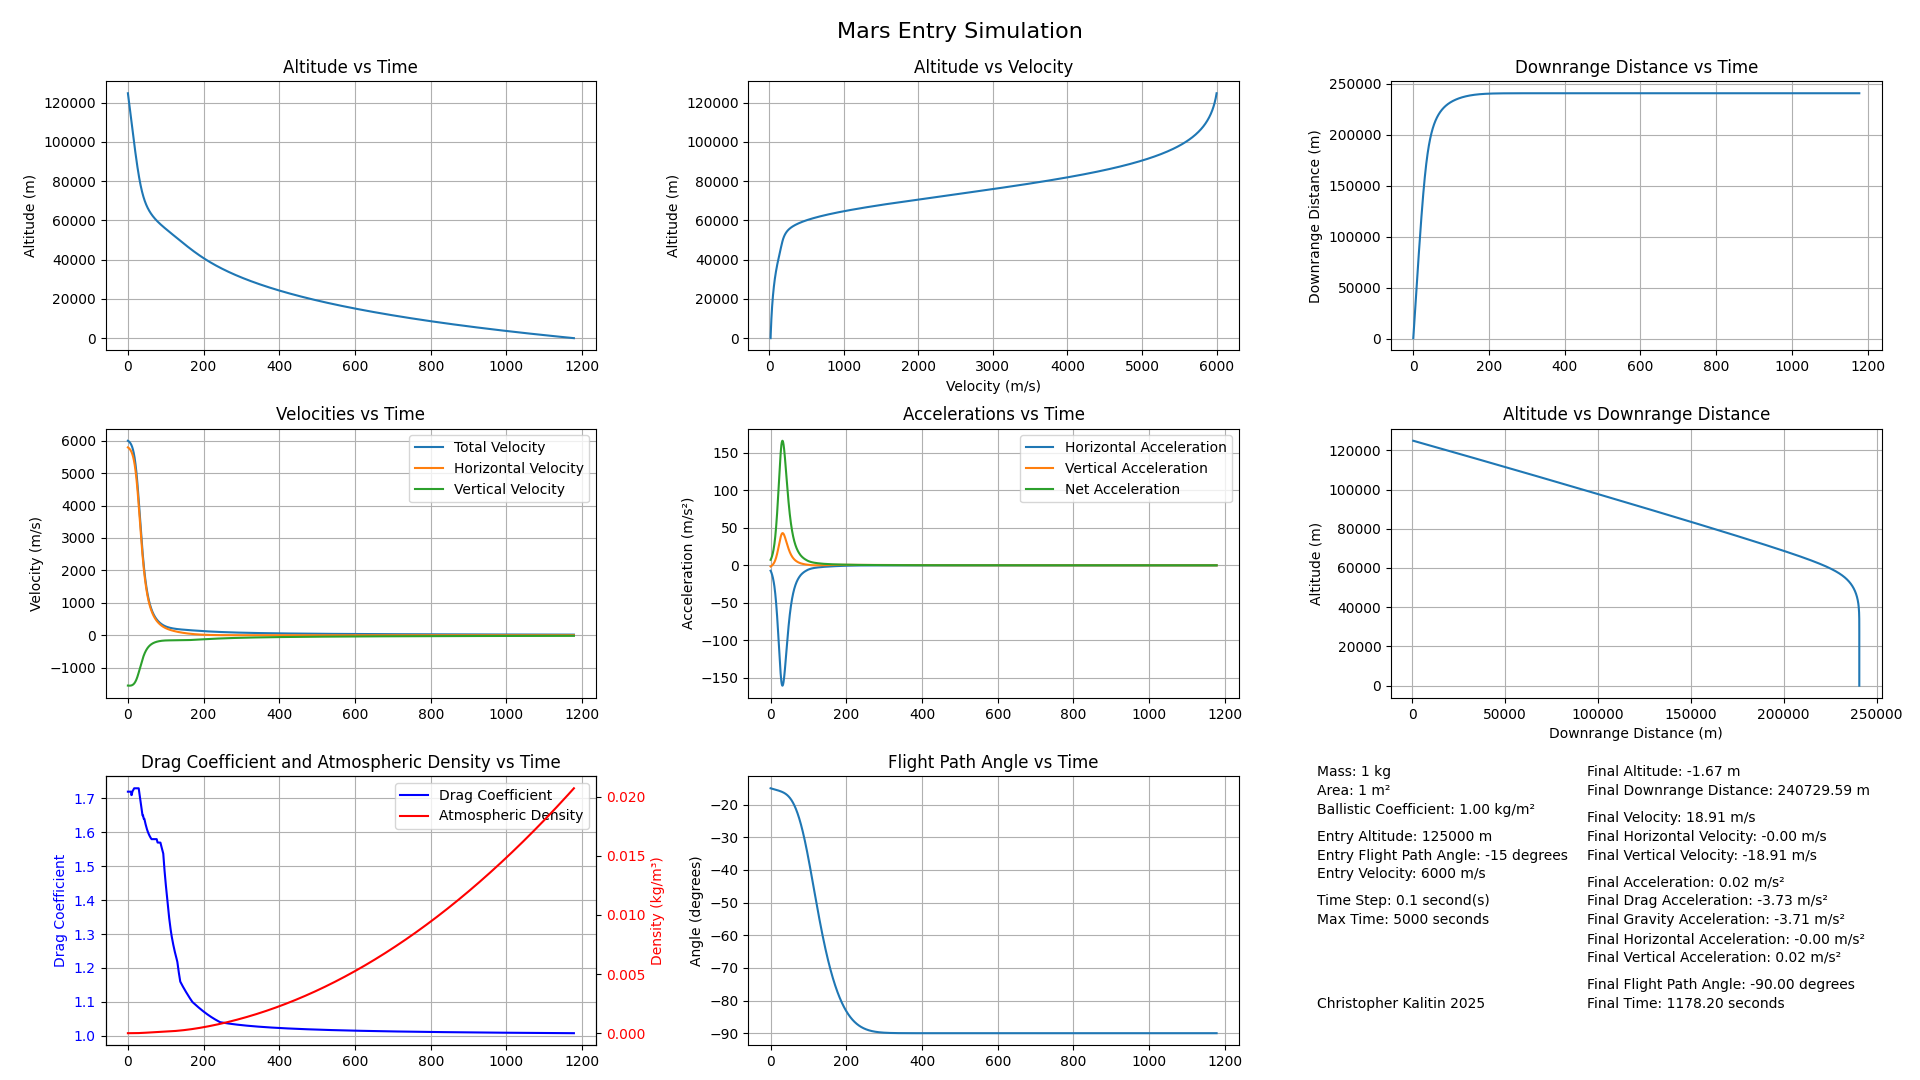 Mars Entry Simulation
Altitude vs Time
Altitude (m)
120000
100000
80000
60000
40000
20000
0
0 200 400 600 800 1000 1200
Altitude vs Velocity
Altitude (m)
120000
100000
80000
60000
40000
20000
0
0 1000 2000 3000 4000 5000 6000
Velocity (m/s)
Downrange Distance vs Time
Downrange Distance (m)
250000
200000
150000
100000
50000
0
0 200 400 600 800 1000 1200
Velocities vs Time
Velocity (m/s)
6000
5000
4000
3000
2000
1000
0
−1000
Total Velocity
Horizontal Velocity
Vertical Velocity
0 200 400 600 800 1000 1200
Accelerations vs Time
Acceleration (m/s²)
150
100
50
0
−50
−100
−150
Horizontal Acceleration
Vertical Acceleration
Net Acceleration
0 200 400 600 800 1000 1200
Altitude vs Downrange Distance
Altitude (m)
120000
100000
80000
60000
40000
20000
0
0 50000 100000 150000 200000 250000
Downrange Distance (m)
Drag Coefficient and Atmospheric Density vs Time
Drag Coefficient
1.7
1.6
1.5
1.4
1.3
1.2
1.1
1.0
Drag Coefficient
Atmospheric Density
0.020
0.015
0.010
0.005
0.000
Density (kg/m³)
0 200 400 600 800 1000 1200
Flight Path Angle vs Time
Angle (degrees)
−20
−30
−40
−50
−60
−70
−80
−90
0 200 400 600 800 1000 1200
Mass: 1 kg
Area: 1 m²
Ballistic Coefficient: 1.00 kg/m²
Entry Altitude: 125000 m
Entry Flight Path Angle: -15 degrees
Entry Velocity: 6000 m/s
Time Step: 0.1 second(s)
Max Time: 5000 seconds
Christopher Kalitin 2025
Final Altitude: -1.67 m
Final Downrange Distance: 240729.59 m
Final Velocity: 18.91 m/s
Final Horizontal Velocity: -0.00 m/s
Final Vertical Velocity: -18.91 m/s
Final Acceleration: 0.02 m/s²
Final Drag Acceleration: -3.73 m/s²
Final Gravity Acceleration: -3.71 m/s²
Final Horizontal Acceleration: -0.00 m/s²
Final Vertical Acceleration: 0.02 m/s²
Final Flight Path Angle: -90.00 degrees
Final Time: 1178.20 seconds